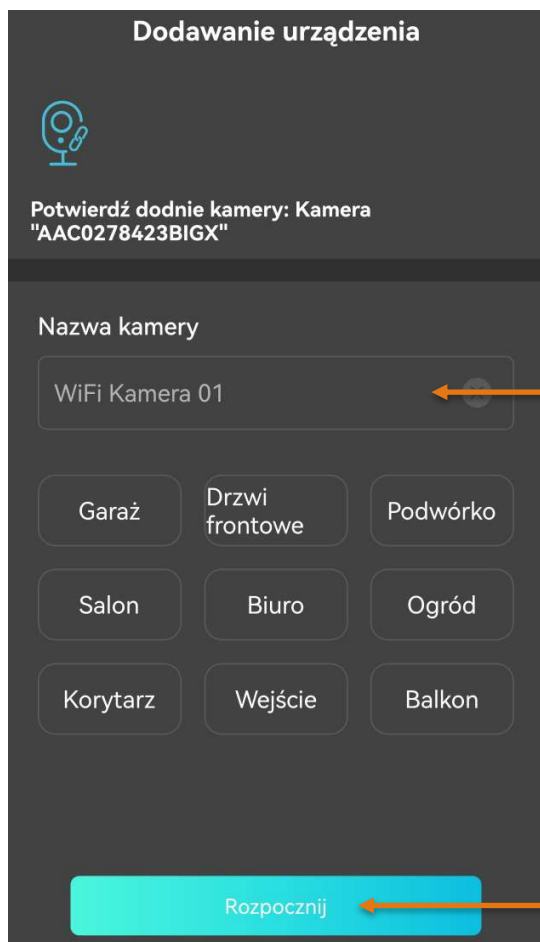 Dodawanie urządzenia
Potwierdź dodnie kamery: Kamera
"AAC0278423BIGX"
Nazwa kamery
WiFi Kamera 01
Garaż
Drzwi
frontowe
Podwórko
Salon
Biuro
Ogród
Korytarz
Wejście
Balkon
Rozpocznij